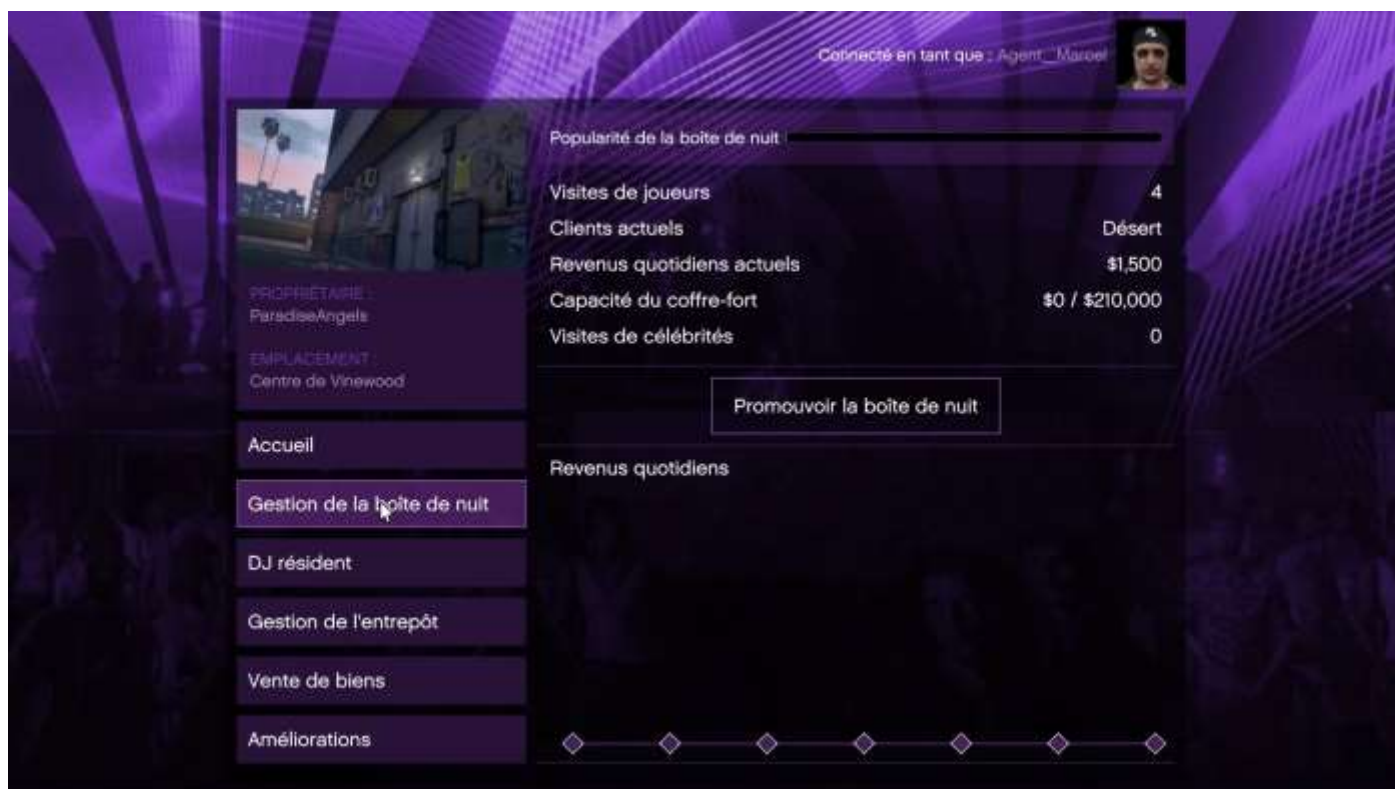 Connecté en tant que : Agent__Marcel
Popularité de la boîte de nuit
Visites de joueurs 4
Clients actuels Désert
Revenus quotidiens actuels $1,500
Capacité du coffre-fort $0 / $210,000
Visites de célébrités 0
PROPRIÉTAIRE :
ParadiseAngels
EMPLACEMENT :
Centre de Vinewood
Promouvoir la boîte de nuit
Accueil
Gestion de la boîte de nuit
DJ résident
Gestion de l'entrepôt
Vente de biens
Améliorations
Revenus quotidiens